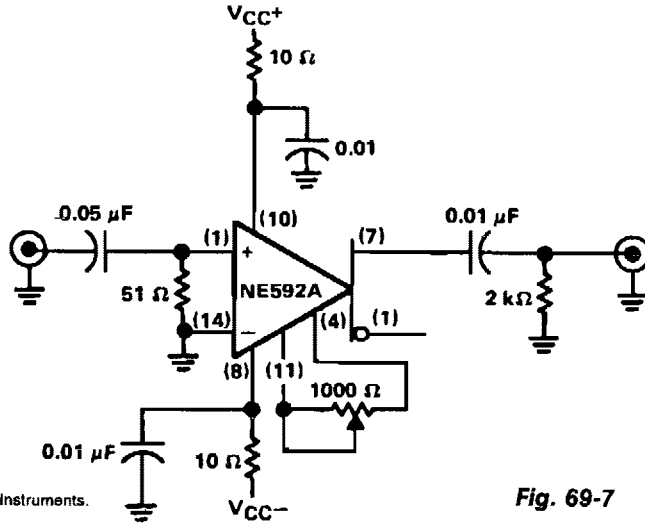 VCC+
10 Ω
0.01
0.05 μF
(1)
(10)
+
(7)
0.01 μF
51 Ω
NE592A
2 kΩ
(14)
−
(4)
(1)
(8)
(11)
1000 Ω
0.01 μF
10 Ω
VCC−
Instruments.
Fig. 69-7